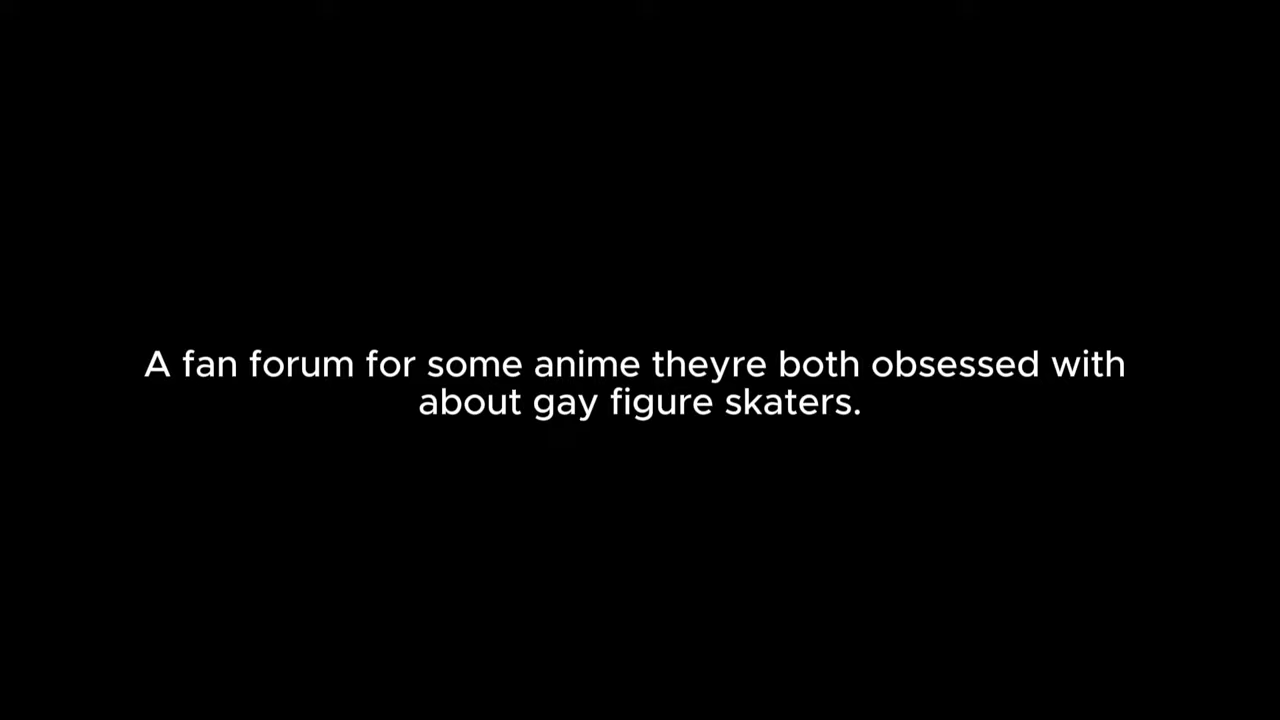 A fan forum for some anime theyre both obsessed with
about gay figure skaters.